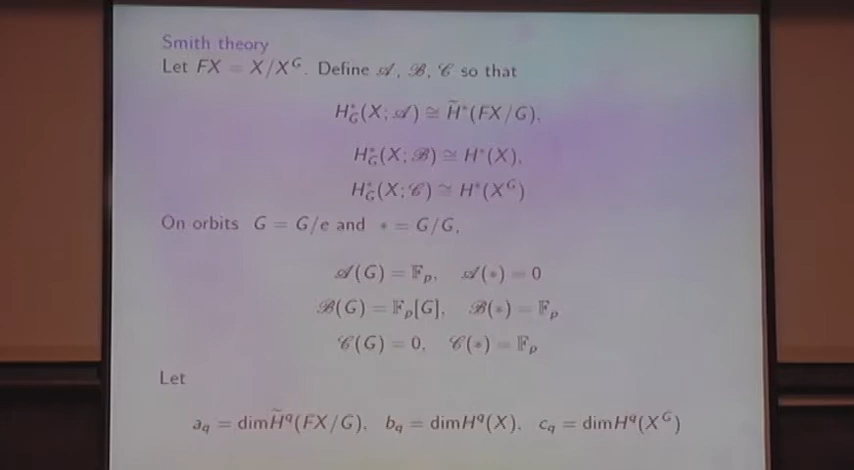 Smith theory
Let FX = X/X^G. Define 𝒜, ℬ, 𝒞 so that
H*_G(X; 𝒜) ≅ H̃*(FX/G),
H*_G(X; ℬ) ≅ H*(X),
H*_G(X; 𝒞) ≅ H*(X^G)
On orbits G = G/e and * = G/G,
𝒜(G) = 𝔽_p, 𝒜(*) = 0
ℬ(G) = 𝔽_p[G], ℬ(*) = 𝔽_p
𝒞(G) = 0, 𝒞(*) = 𝔽_p
Let
a_q = dim H̃^q(FX/G), b_q = dim H^q(X), c_q = dim H^q(X^G)